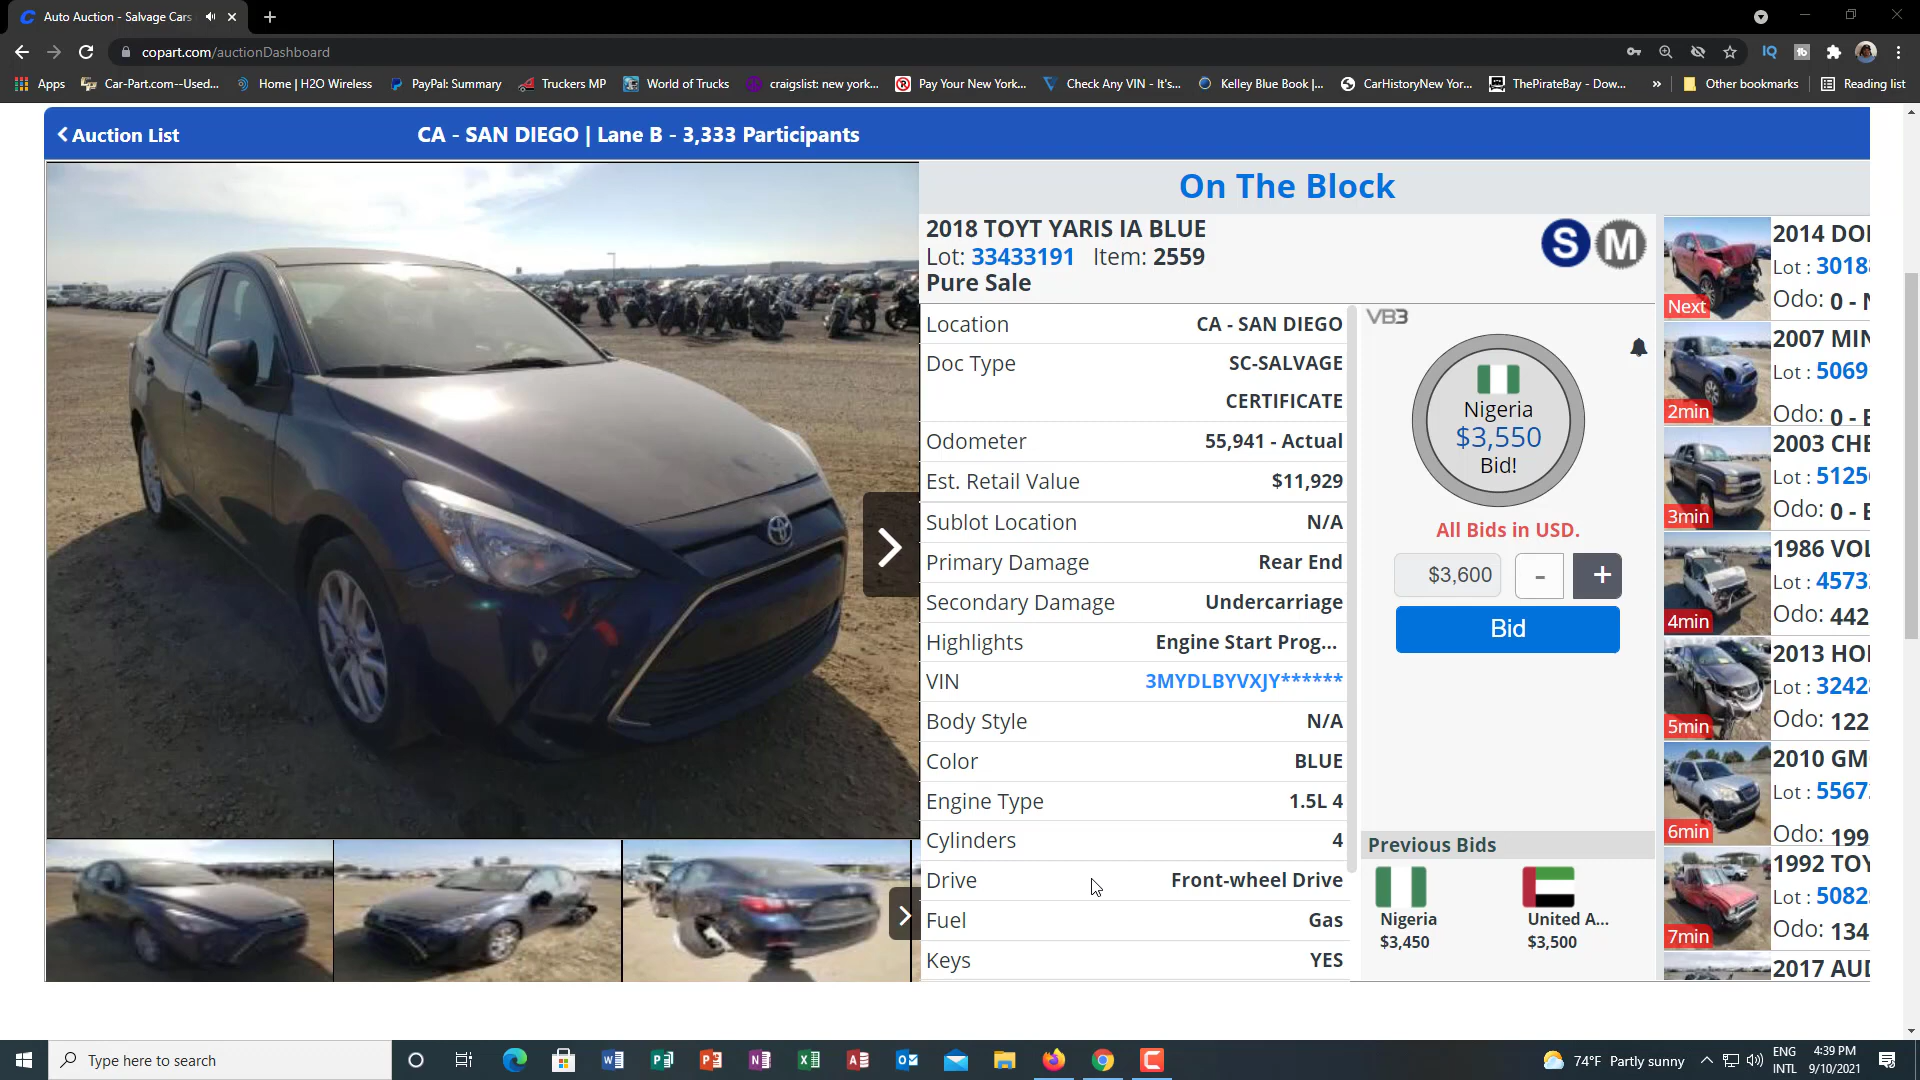 Auto Auction - Salvage Cars
copart.com/auctionDashboard
Apps
Car-Part.com--Used...
Home | H2O Wireless
PayPal: Summary
Truckers MP
World of Trucks
craigslist: new york...
Pay Your New York...
Check Any VIN - It's...
Kelley Blue Book |...
CarHistoryNew Yor...
ThePirateBay - Dow...
»
Other bookmarks
Reading list
Auction List
CA - SAN DIEGO | Lane B - 3,333 Participants
On The Block
2018 TOYT YARIS IA BLUE
Lot: 33433191 Item: 2559
Pure Sale
S
M
Location CA - SAN DIEGO
Doc Type SC-SALVAGE
CERTIFICATE
Odometer 55,941 - Actual
Est. Retail Value $11,929
Sublot Location N/A
Primary Damage Rear End
Secondary Damage Undercarriage
Highlights Engine Start Prog...
VIN 3MYDLBYVXJY******
Body Style N/A
Color BLUE
Engine Type 1.5L 4
Cylinders 4
Drive Front-wheel Drive
Fuel Gas
Keys YES
VB3
Nigeria
$3,550
Bid!
All Bids in USD.
$3,600
-
+
Bid
Previous Bids
Nigeria
$3,450
United A...
$3,500
Next
2014 DO
Lot : 3018
Odo: 0 -
2min
2007 MIN
Lot : 5069
Odo: 0 - E
3min
2003 CHE
Lot : 5125
Odo: 0 - E
4min
1986 VOL
Lot : 4573
Odo: 442
5min
2013 HO
Lot : 3242
Odo: 122
6min
2010 GM
Lot : 5567
Odo: 199
7min
1992 TOY
Lot : 5082
Odo: 134
2017 AUD
Type here to search
74°F Partly sunny
ENG
INTL
4:39 PM
9/10/2021